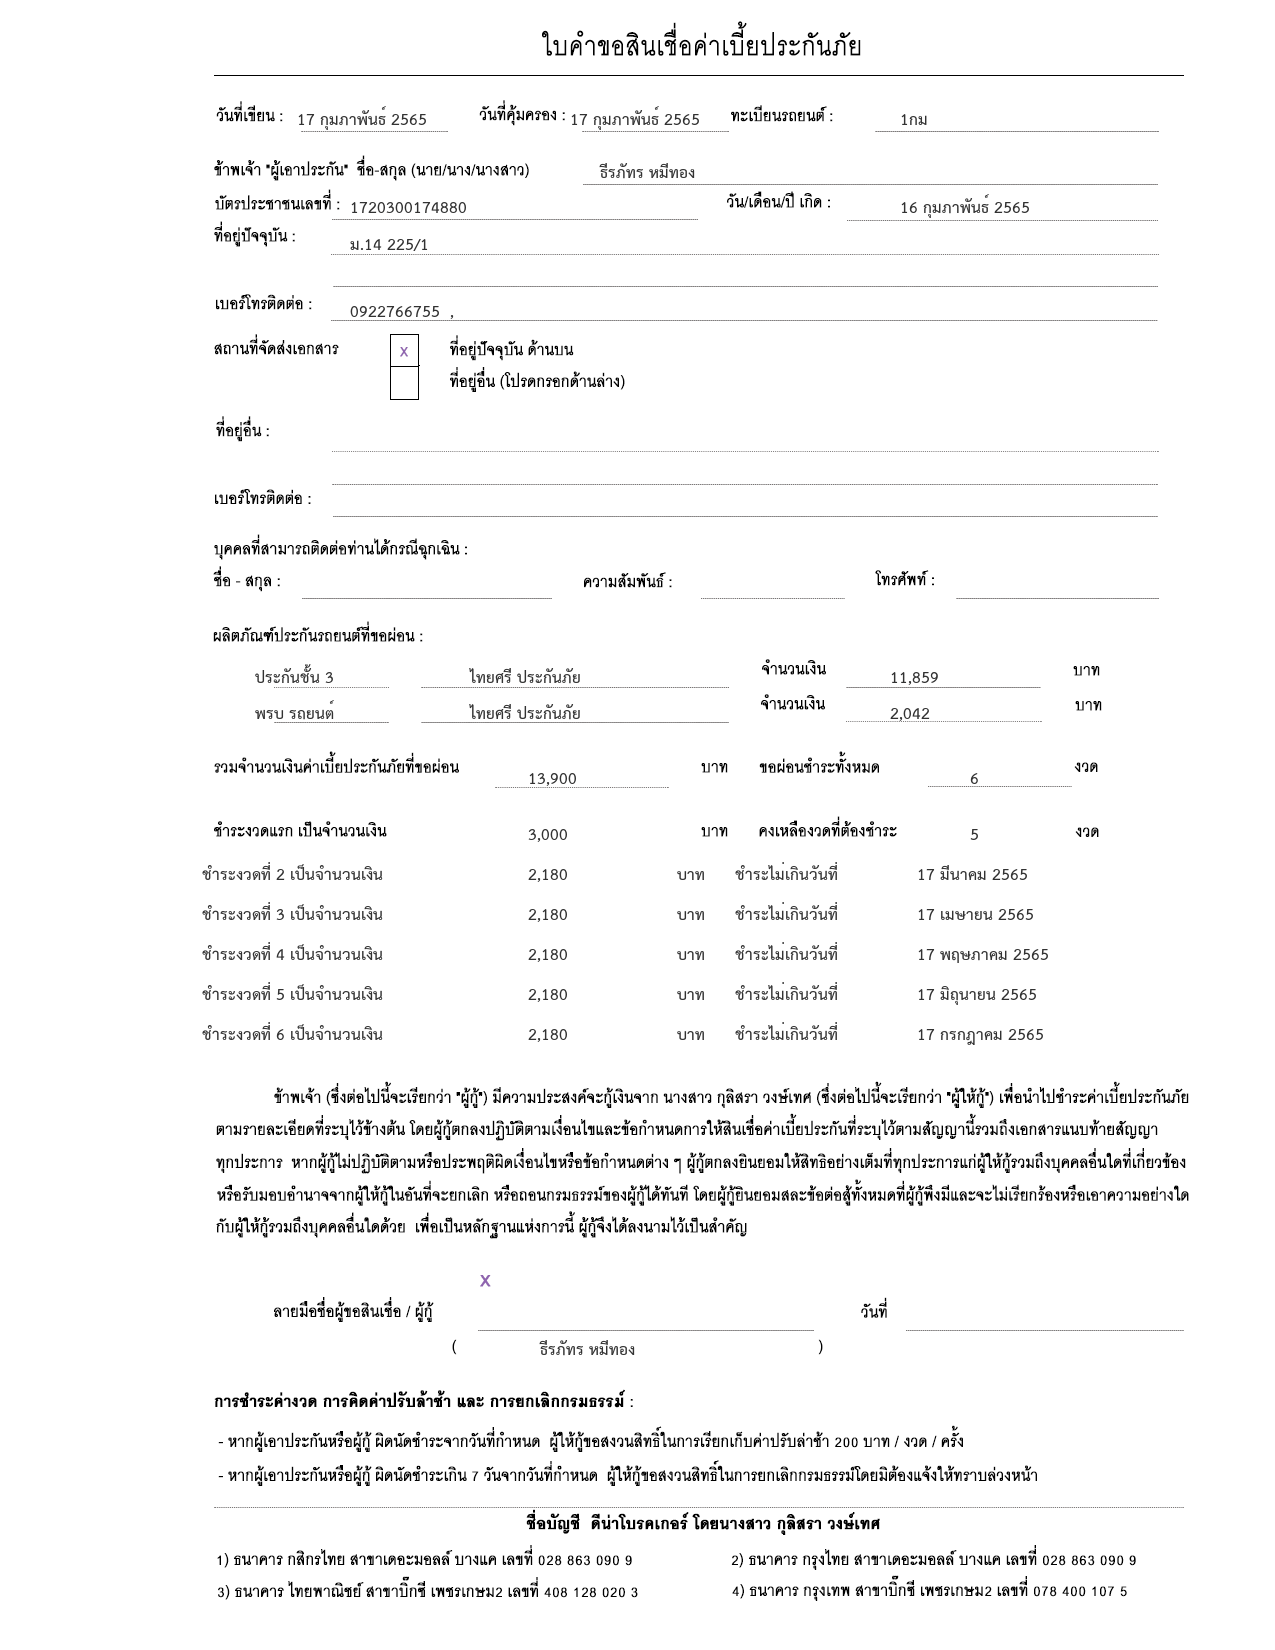 ใบคำขอสินเชื่อค่าเบี้ยประกันภัย
วันที่เขียน : 17 กุมภาพันธ์ 2565 วันที่คุ้มครอง : 17 กุมภาพันธ์ 2565 ทะเบียนรถยนต์ : 1กม
ข้าพเจ้า "ผู้เอาประกัน" ชื่อ-สกุล (นาย/นาง/นางสาว) ธีรภัทร หมีทอง
บัตรประชาชนเลขที่ : 1720300174880 วัน/เดือน/ปี เกิด : 16 กุมภาพันธ์ 2565
ที่อยู่ปัจจุบัน : ม.14 225/1
เบอร์โทรติดต่อ : 0922766755 ,
สถานที่จัดส่งเอกสาร x ที่อยู่ปัจจุบัน ด้านบน
ที่อยู่อื่น (โปรดกรอกด้านล่าง)
ที่อยู่อื่น :
เบอร์โทรติดต่อ :
บุคคลที่สามารถติดต่อท่านได้กรณีฉุกเฉิน :
ชื่อ - สกุล : ความสัมพันธ์ : โทรศัพท์ :
ผลิตภัณฑ์ประกันรถยนต์ที่ขอผ่อน :
ประกันชั้น 3 ไทยศรี ประกันภัย จำนวนเงิน 11,859 บาท
พรบ รถยนต์ ไทยศรี ประกันภัย จำนวนเงิน 2,042 บาท
รวมจำนวนเงินค่าเบี้ยประกันภัยที่ขอผ่อน 13,900 บาท ขอผ่อนชำระทั้งหมด 6 งวด
ชำระงวดแรก เป็นจำนวนเงิน 3,000 บาท คงเหลืองวดที่ต้องชำระ 5 งวด
ชำระงวดที่ 2 เป็นจำนวนเงิน 2,180 บาท ชำระไม่เกินวันที่ 17 มีนาคม 2565
ชำระงวดที่ 3 เป็นจำนวนเงิน 2,180 บาท ชำระไม่เกินวันที่ 17 เมษายน 2565
ชำระงวดที่ 4 เป็นจำนวนเงิน 2,180 บาท ชำระไม่เกินวันที่ 17 พฤษภาคม 2565
ชำระงวดที่ 5 เป็นจำนวนเงิน 2,180 บาท ชำระไม่เกินวันที่ 17 มิถุนายน 2565
ชำระงวดที่ 6 เป็นจำนวนเงิน 2,180 บาท ชำระไม่เกินวันที่ 17 กรกฎาคม 2565
ข้าพเจ้า (ซึ่งต่อไปนี้จะเรียกว่า "ผู้กู้") มีความประสงค์จะกู้เงินจาก นางสาว กุลิสรา วงษ์เทศ (ซึ่งต่อไปนี้จะเรียกว่า "ผู้ให้กู้") เพื่อนำไปชำระค่าเบี้ยประกันภัย
ตามรายละเอียดที่ระบุไว้ข้างต้น โดยผู้กู้ตกลงปฏิบัติตามเงื่อนไขและข้อกำหนดการให้สินเชื่อค่าเบี้ยประกันที่ระบุไว้ตามสัญญานี้รวมถึงเอกสารแนบท้ายสัญญา
ทุกประการ หากผู้กู้ไม่ปฏิบัติตามหรือประพฤติผิดเงื่อนไขหรือข้อกำหนดต่าง ๆ ผู้กู้ตกลงยินยอมให้สิทธิอย่างเต็มที่ทุกประการแก่ผู้ให้กู้รวมถึงบุคคลอื่นใดที่เกี่ยวข้อง
หรือรับมอบอำนาจจากผู้ให้กู้ในอันที่จะยกเลิก หรือถอนกรมธรรม์ของผู้กู้ได้ทันที โดยผู้กู้ยินยอมสละข้อต่อสู้ทั้งหมดที่ผู้กู้พึงมีและจะไม่เรียกร้องหรือเอาความอย่างใด
กับผู้ให้กู้รวมถึงบุคคลอื่นใดด้วย เพื่อเป็นหลักฐานแห่งการนี้ ผู้กู้จึงได้ลงนามไว้เป็นสำคัญ
x
ลายมือชื่อผู้ขอสินเชื่อ / ผู้กู้ วันที่
( ธีรภัทร หมีทอง )
การชำระค่างวด การคิดค่าปรับล้าช้า และ การยกเลิกกรมธรรม์ :
- หากผู้เอาประกันหรือผู้กู้ ผิดนัดชำระจากวันที่กำหนด ผู้ให้กู้ขอสงวนสิทธิ์ในการเรียกเก็บค่าปรับล่าช้า 200 บาท / งวด / ครั้ง
- หากผู้เอาประกันหรือผู้กู้ ผิดนัดชำระเกิน 7 วันจากวันที่กำหนด ผู้ให้กู้ขอสงวนสิทธิ์ในการยกเลิกกรมธรรม์โดยมิต้องแจ้งให้ทราบล่วงหน้า
ชื่อบัญชี ดีน่าโบรคเกอร์ โดยนางสาว กุลิสรา วงษ์เทศ
1) ธนาคาร กสิกรไทย สาขาเดอะมอลล์ บางแค เลขที่ 028 863 090 9 2) ธนาคาร กรุงไทย สาขาเดอะมอลล์ บางแค เลขที่ 028 863 090 9
3) ธนาคาร ไทยพาณิชย์ สาขาบิ๊กซี เพชรเกษม2 เลขที่ 408 128 020 3 4) ธนาคาร กรุงเทพ สาขาบิ๊กซี เพชรเกษม2 เลขที่ 078 400 107 5